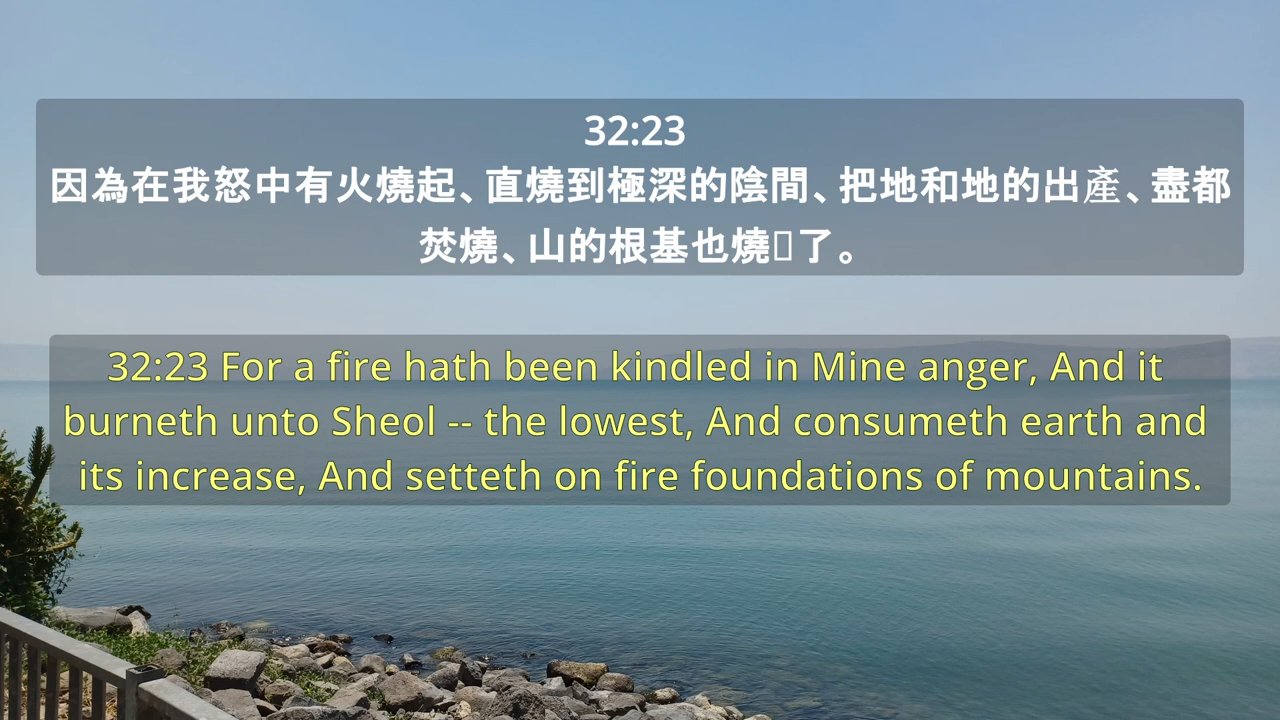 32:23
因為在我怒中有火燒起、直燒到極深的陰間、把地和地的出產、盡都
焚燒、山的根基也燒了。
32:23 For a fire hath been kindled in Mine anger, And it
burneth unto Sheol -- the lowest, And consumeth earth and
its increase, And setteth on fire foundations of mountains.